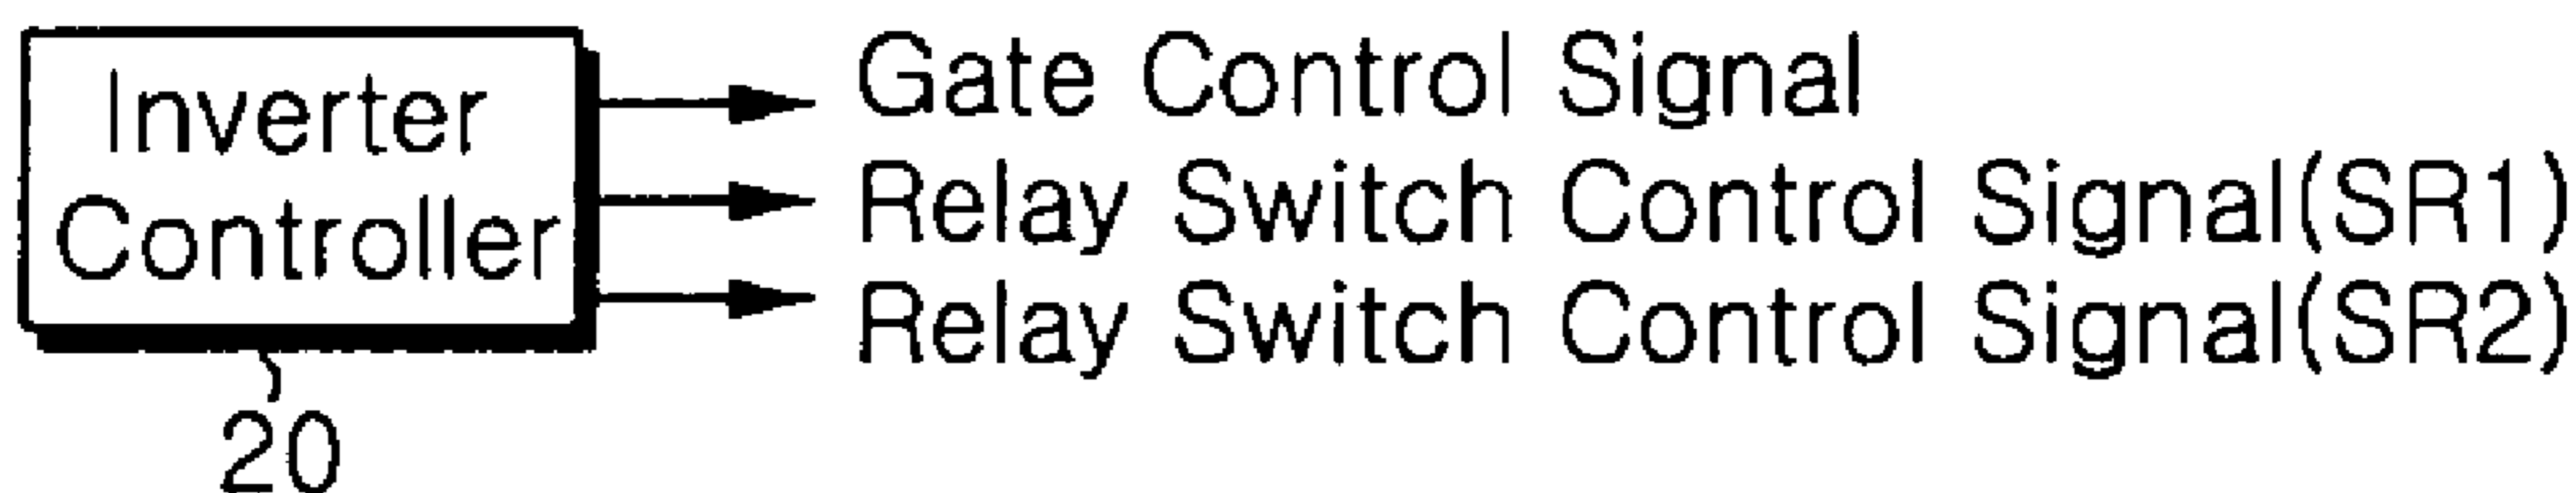 Inverter
Controller
Gate Control Signal
Relay Switch Control Signal(SR1)
Relay Switch Control Signal(SR2)
20